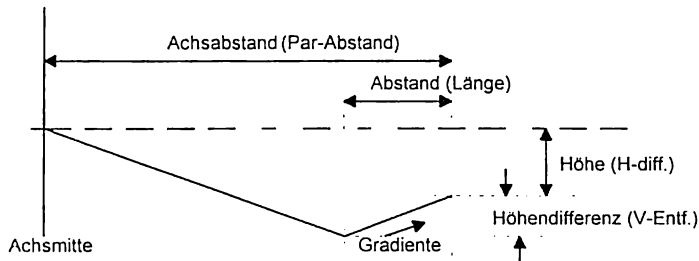 Achsabstand (Par-Abstand)
Abstand (Länge)
Höhe (H-diff.)
Höhendifferenz (V-Entf.)
Achsmitte
Gradiente